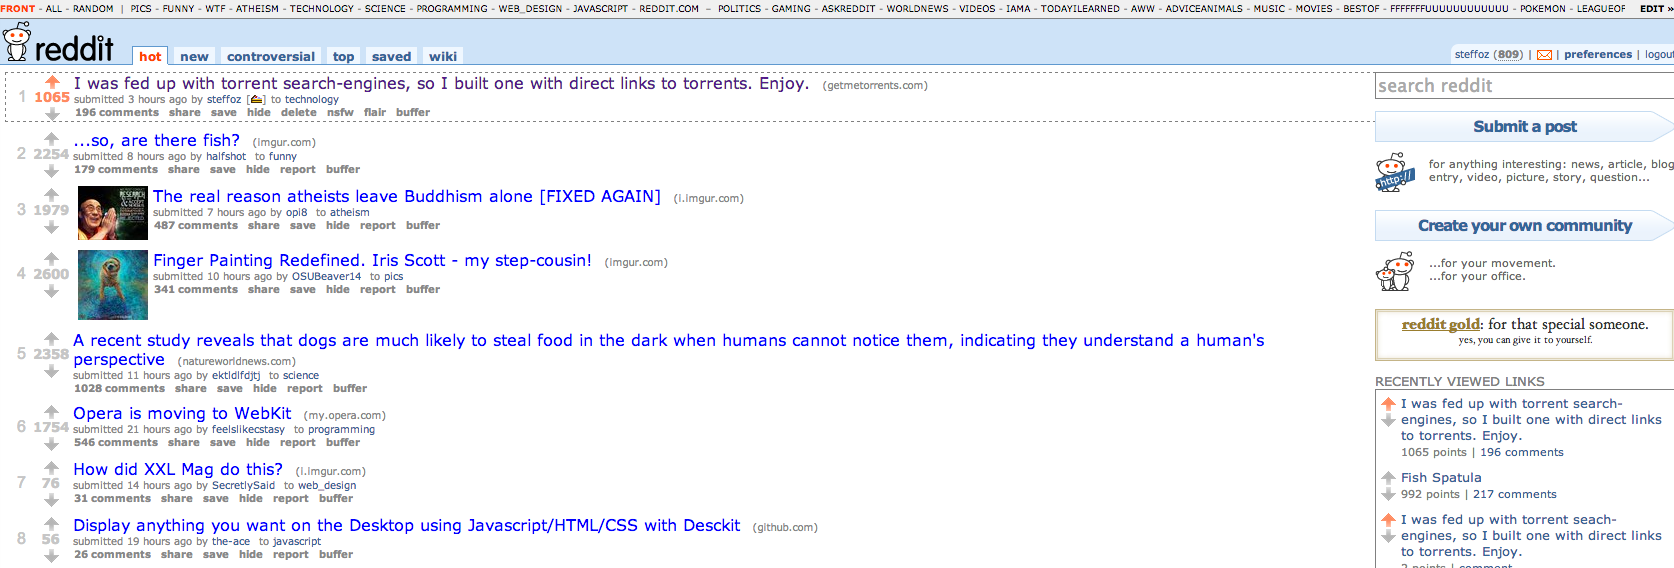 FRONT - ALL - RANDOM | PICS - FUNNY - WTF - ATHEISM - TECHNOLOGY - SCIENCE - PROGRAMMING - WEB_DESIGN - JAVASCRIPT - REDDIT.COM – POLITICS - GAMING - ASKREDDIT - WORLDNEWS - VIDEOS - IAMA - TODAYILEARNED - AWW - ADVICEANIMALS - MUSIC - MOVIES - BESTOF - FFFFFFFUUUUUUUUUUUU - POKEMON - LEAGUEOF EDIT »
reddit hot new controversial top saved wiki
steffoz (809) | preferences | logout
1 1065 I was fed up with torrent search-engines, so I built one with direct links to torrents. Enjoy. (getmetorrents.com)
submitted 3 hours ago by steffoz [ ] to technology
196 comments share save hide delete nsfw flair buffer
2 2254 ...so, are there fish? (imgur.com)
submitted 8 hours ago by halfshot to funny
179 comments share save hide report buffer
3 1979 The real reason atheists leave Buddhism alone [FIXED AGAIN] (i.imgur.com)
submitted 7 hours ago by opi8 to atheism
487 comments share save hide report buffer
4 2600 Finger Painting Redefined. Iris Scott - my step-cousin! (imgur.com)
submitted 10 hours ago by OSUBeaver14 to pics
341 comments share save hide report buffer
5 2358 A recent study reveals that dogs are much likely to steal food in the dark when humans cannot notice them, indicating they understand a human's
perspective (natureworldnews.com)
submitted 11 hours ago by ektldlfdjtj to science
1028 comments share save hide report buffer
6 1754 Opera is moving to WebKit (my.opera.com)
submitted 21 hours ago by feelslikecstasy to programming
546 comments share save hide report buffer
7 76 How did XXL Mag do this? (i.imgur.com)
submitted 14 hours ago by SecretlySaid to web_design
31 comments share save hide report buffer
8 56 Display anything you want on the Desktop using Javascript/HTML/CSS with Desckit (github.com)
submitted 19 hours ago by the-ace to javascript
26 comments share save hide report buffer
search reddit
Submit a post
http://
for anything interesting: news, article, blog
entry, video, picture, story, question...
Create your own community
...for your movement.
...for your office.
reddit gold: for that special someone.
yes, you can give it to yourself.
RECENTLY VIEWED LINKS
I was fed up with torrent search-
engines, so I built one with direct links
to torrents. Enjoy.
1065 points | 196 comments
Fish Spatula
992 points | 217 comments
I was fed up with torrent seach-
engines, so I built one with direct links
to torrents. Enjoy.
2 points | comment